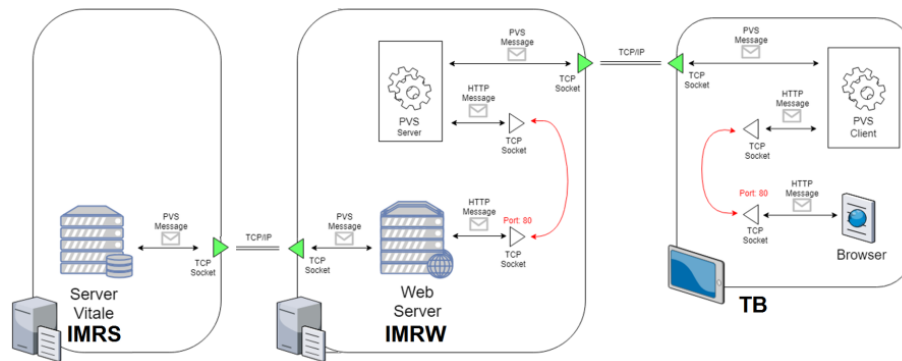 PVS
Message
TCP
Socket
Server
Vitale
IMRS
TCP/IP
PVS
Server
PVS
Message
TCP
Socket
HTTP
Message
TCP
Socket
PVS
Message
TCP
Socket
HTTP
Message
Port: 80
TCP
Socket
Web
Server
IMRW
TCP/IP
TCP
Socket
PVS
Message
PVS
Client
HTTP
Message
TCP
Socket
Port: 80
HTTP
Message
TCP
Socket
Browser
TB